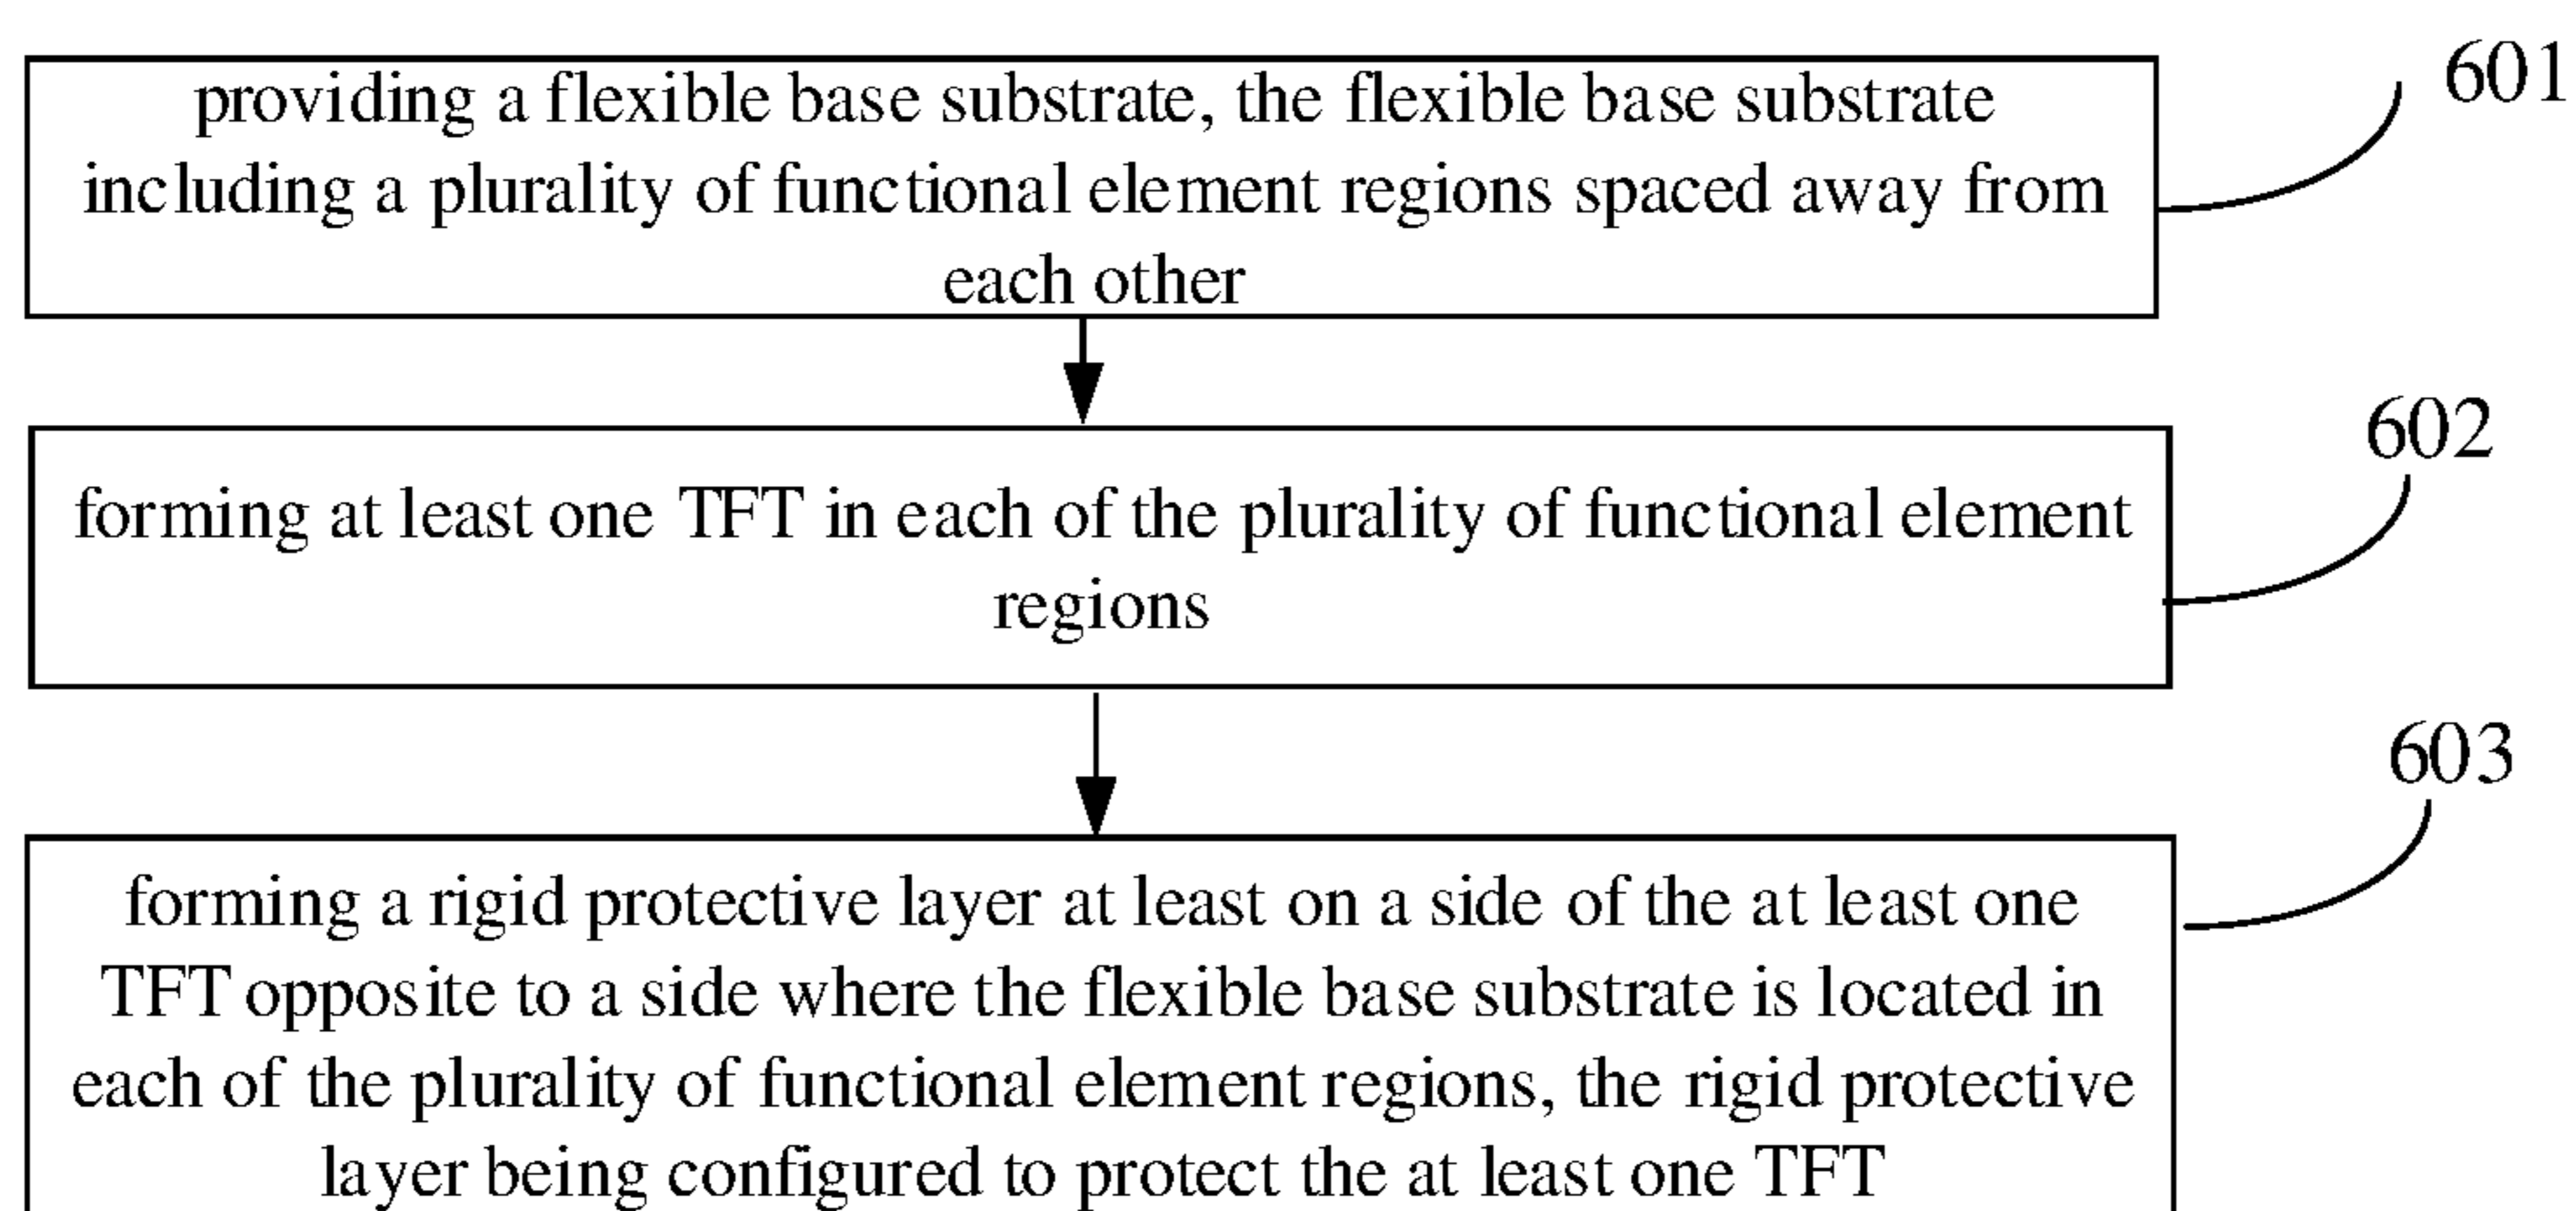 providing a flexible base substrate, the flexible base substrate
including a plurality of functional element regions spaced away from
each other
601
forming at least one TFT in each of the plurality of functional element
regions
602
forming a rigid protective layer at least on a side of the at least one
TFT opposite to a side where the flexible base substrate is located in
each of the plurality of functional element regions, the rigid protective
layer being configured to protect the at least one TFT
603